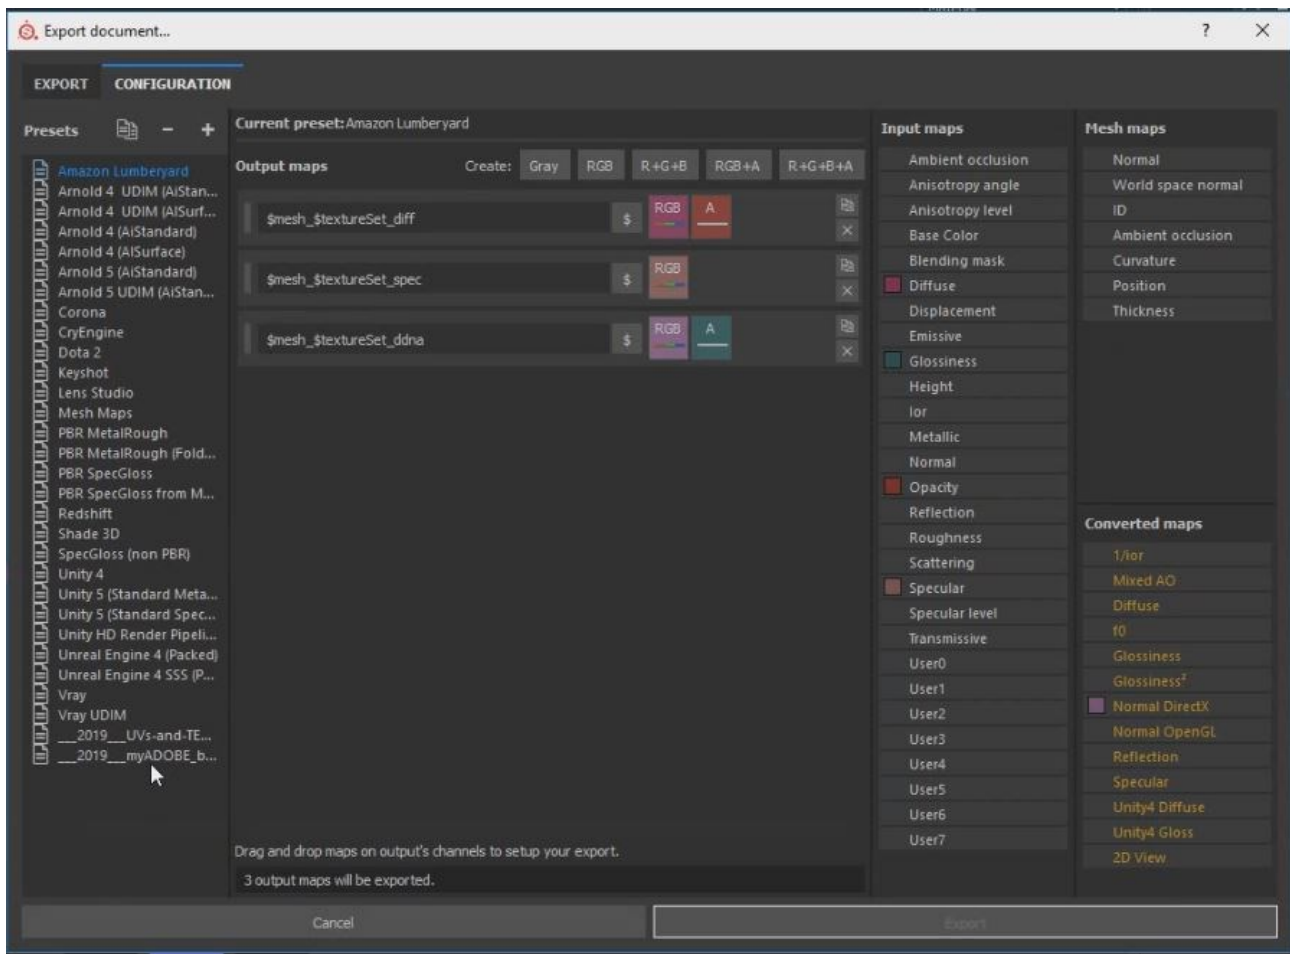 Export document...
?
EXPORT
CONFIGURATION
Presets
Amazon Lumberyard
Arnold 4 UDIM (AiStan...
Arnold 4 UDIM (AlSurf...
Arnold 4 (AiStandard)
Arnold 4 (AlSurface)
Arnold 5 (AiStandard)
Arnold 5 UDIM (AiStan...
Corona
CryEngine
Dota 2
Keyshot
Lens Studio
Mesh Maps
PBR MetalRough
PBR MetalRough (Fold...
PBR SpecGloss
PBR SpecGloss from M...
Redshift
Shade 3D
SpecGloss (non PBR)
Unity 4
Unity 5 (Standard Meta...
Unity 5 (Standard Spec...
Unity HD Render Pipeli...
Unreal Engine 4 (Packed)
Unreal Engine 4 SSS (P...
Vray
Vray UDIM
___2019___UVs-and-TE...
___2019___myADOBE_b...
Current preset: Amazon Lumberyard
Output maps
Create: Gray RGB R+G+B RGB+A R+G+B+A
$mesh_$textureSet_diff $ RGB A
$mesh_$textureSet_spec $ RGB
$mesh_$textureSet_ddna $ RGB A
Drag and drop maps on output's channels to setup your export.
3 output maps will be exported.
Input maps
Ambient occlusion
Anisotropy angle
Anisotropy level
Base Color
Blending mask
Diffuse
Displacement
Emissive
Glossiness
Height
Ior
Metallic
Normal
Opacity
Reflection
Roughness
Scattering
Specular
Specular level
Transmissive
User0
User1
User2
User3
User4
User5
User6
User7
Mesh maps
Normal
World space normal
ID
Ambient occlusion
Curvature
Position
Thickness
Converted maps
1/ior
Mixed AO
Diffuse
f0
Glossiness
Glossiness²
Normal DirectX
Normal OpenGL
Reflection
Specular
Unity4 Diffuse
Unity4 Gloss
2D View
Cancel
Export